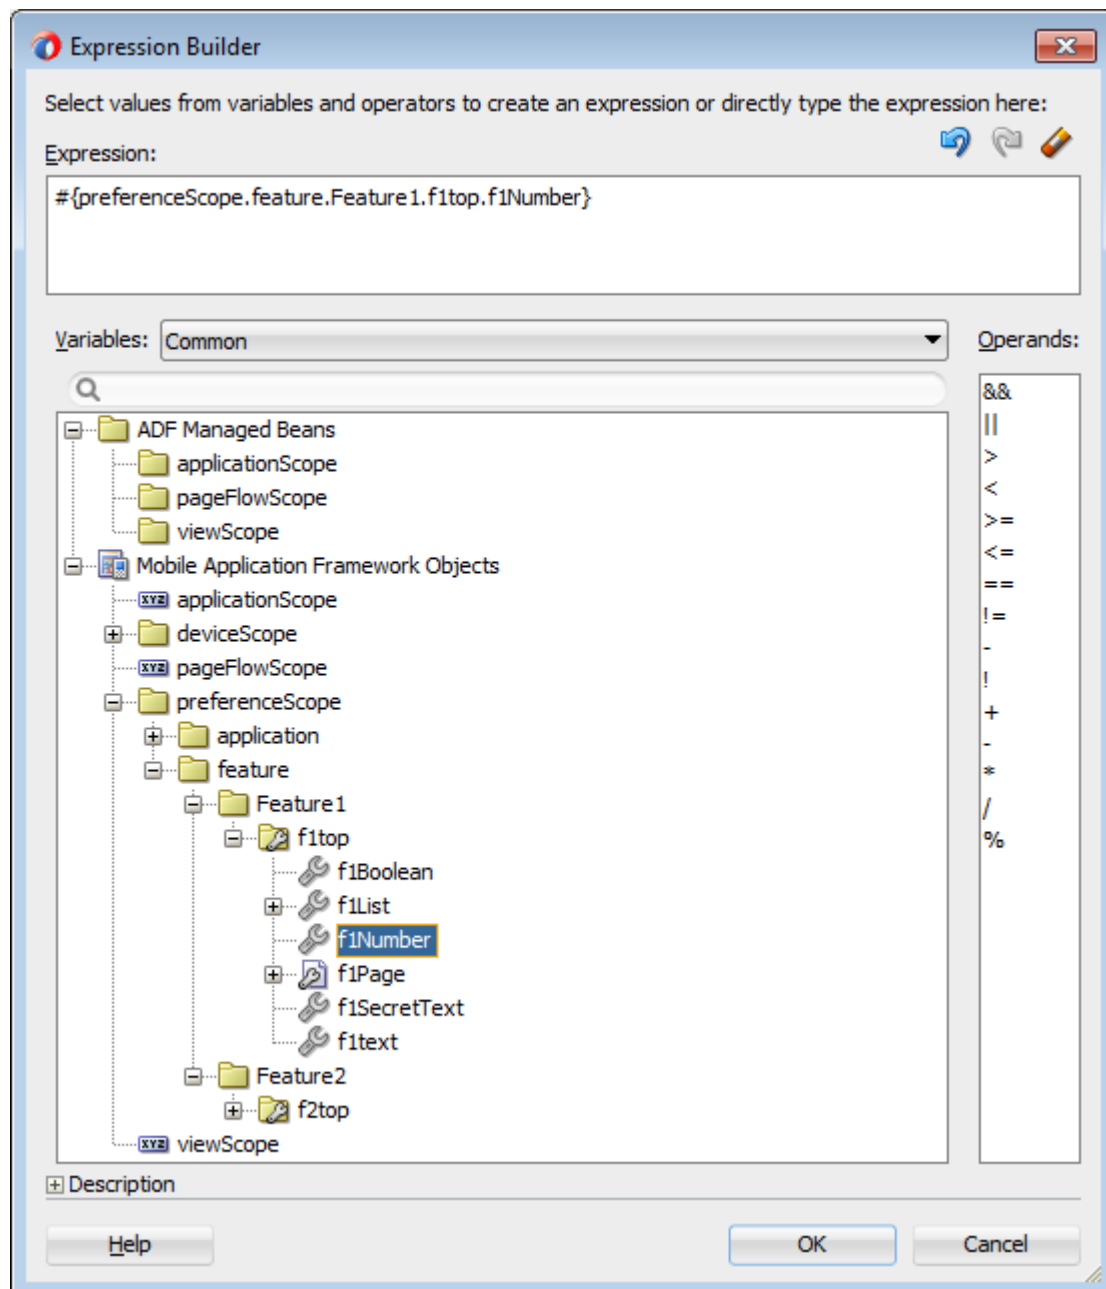 Expression Builder
Select values from variables and operators to create an expression or directly type the expression here:
Expression:
#{preferenceScope.feature.Feature1.f1top.f1Number}
Variables: Common
Operands:
ADF Managed Beans
applicationScope
pageFlowScope
viewScope
Mobile Application Framework Objects
XYZ applicationScope
deviceScope
XYZ pageFlowScope
preferenceScope
application
feature
Feature1
f1top
f1Boolean
f1List
f1Number
f1Page
f1SecretText
f1text
Feature2
f2top
XYZ viewScope
&&
||
>
<
>=
<=
==
!=
-
!
+
-
*
/
%
Description
Help
OK
Cancel